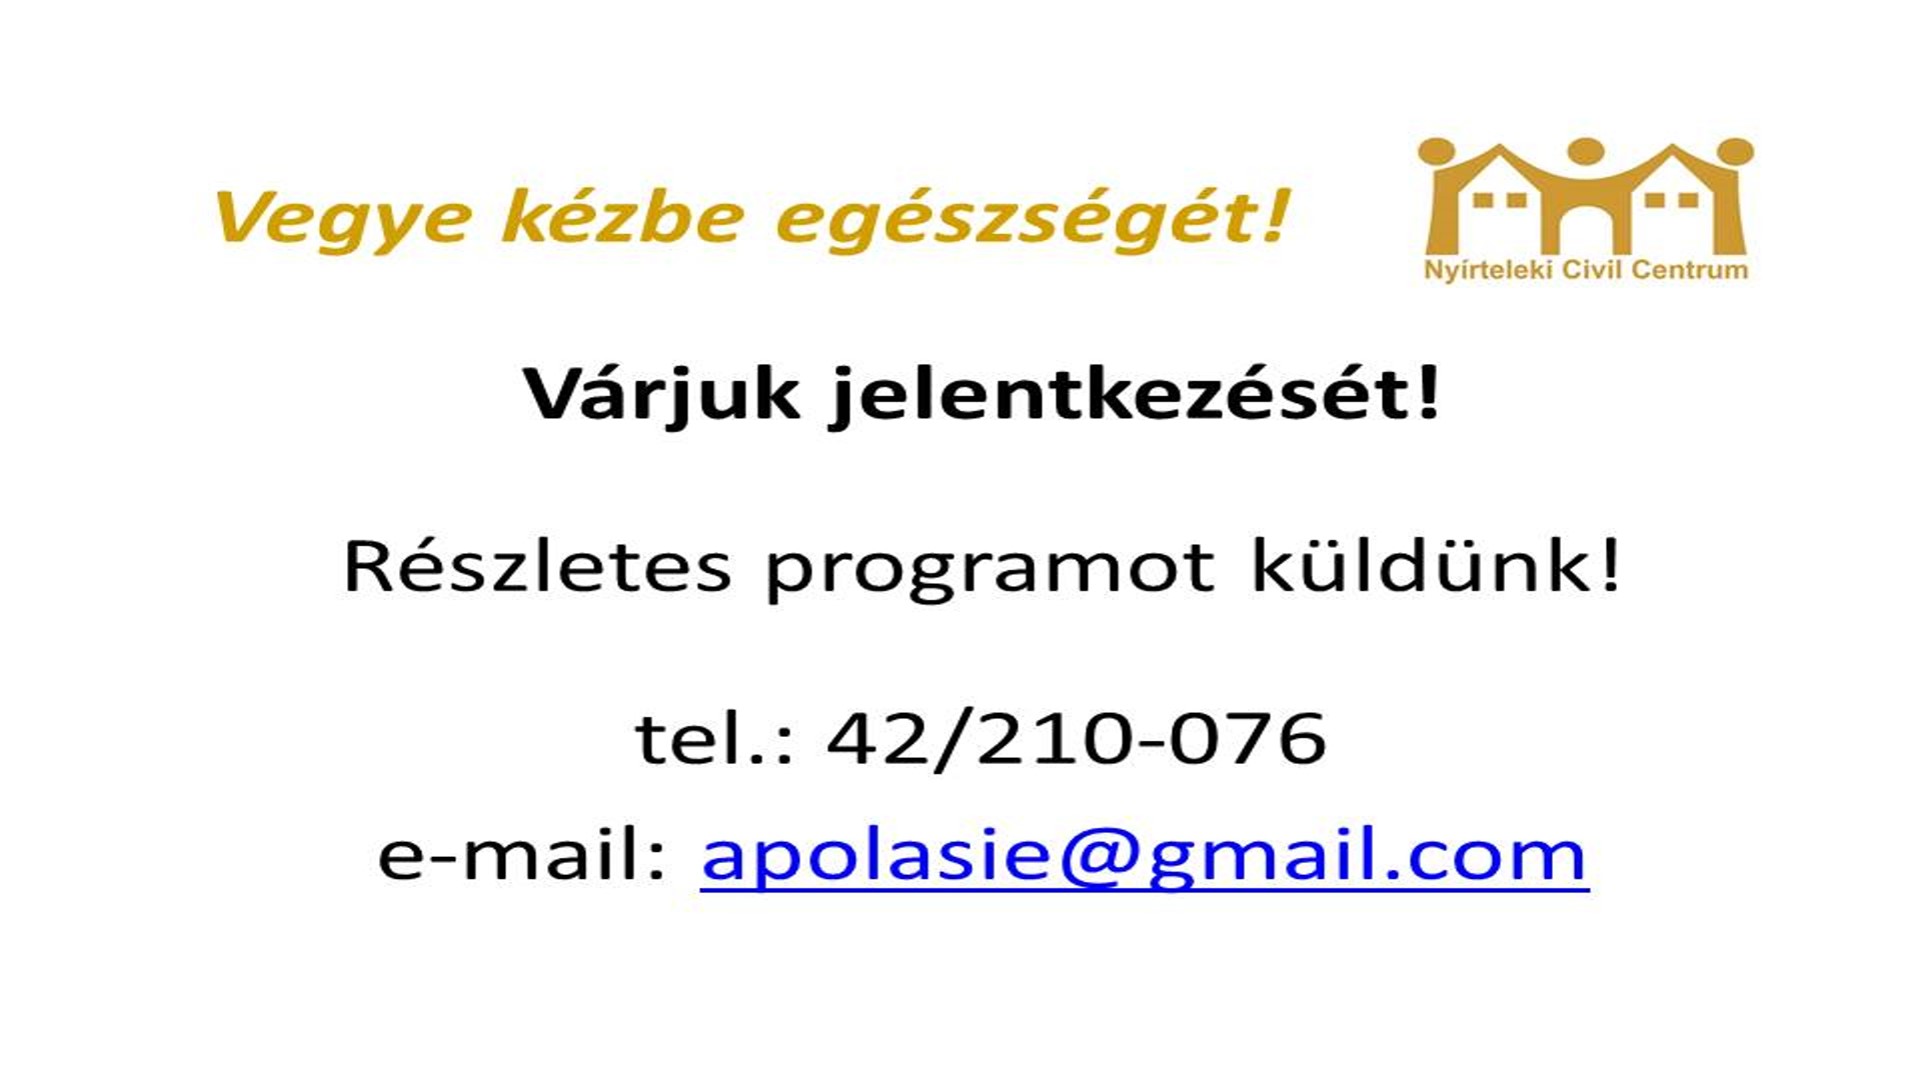 Vegye kézbe egészségét!
Nyírteleki Civil Centrum
Várjuk jelentkezését!
Részletes programot küldünk!
tel.: 42/210-076
e-mail: apolasie@gmail.com